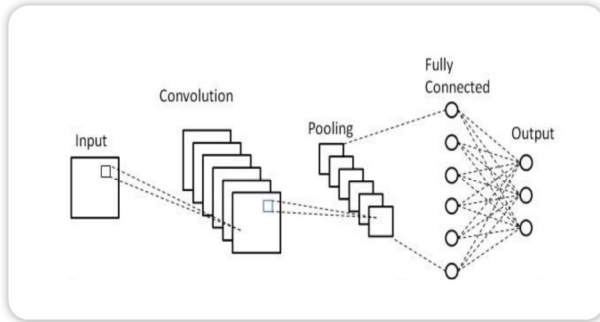 Input
Convolution
Pooling
Fully
Connected
Output